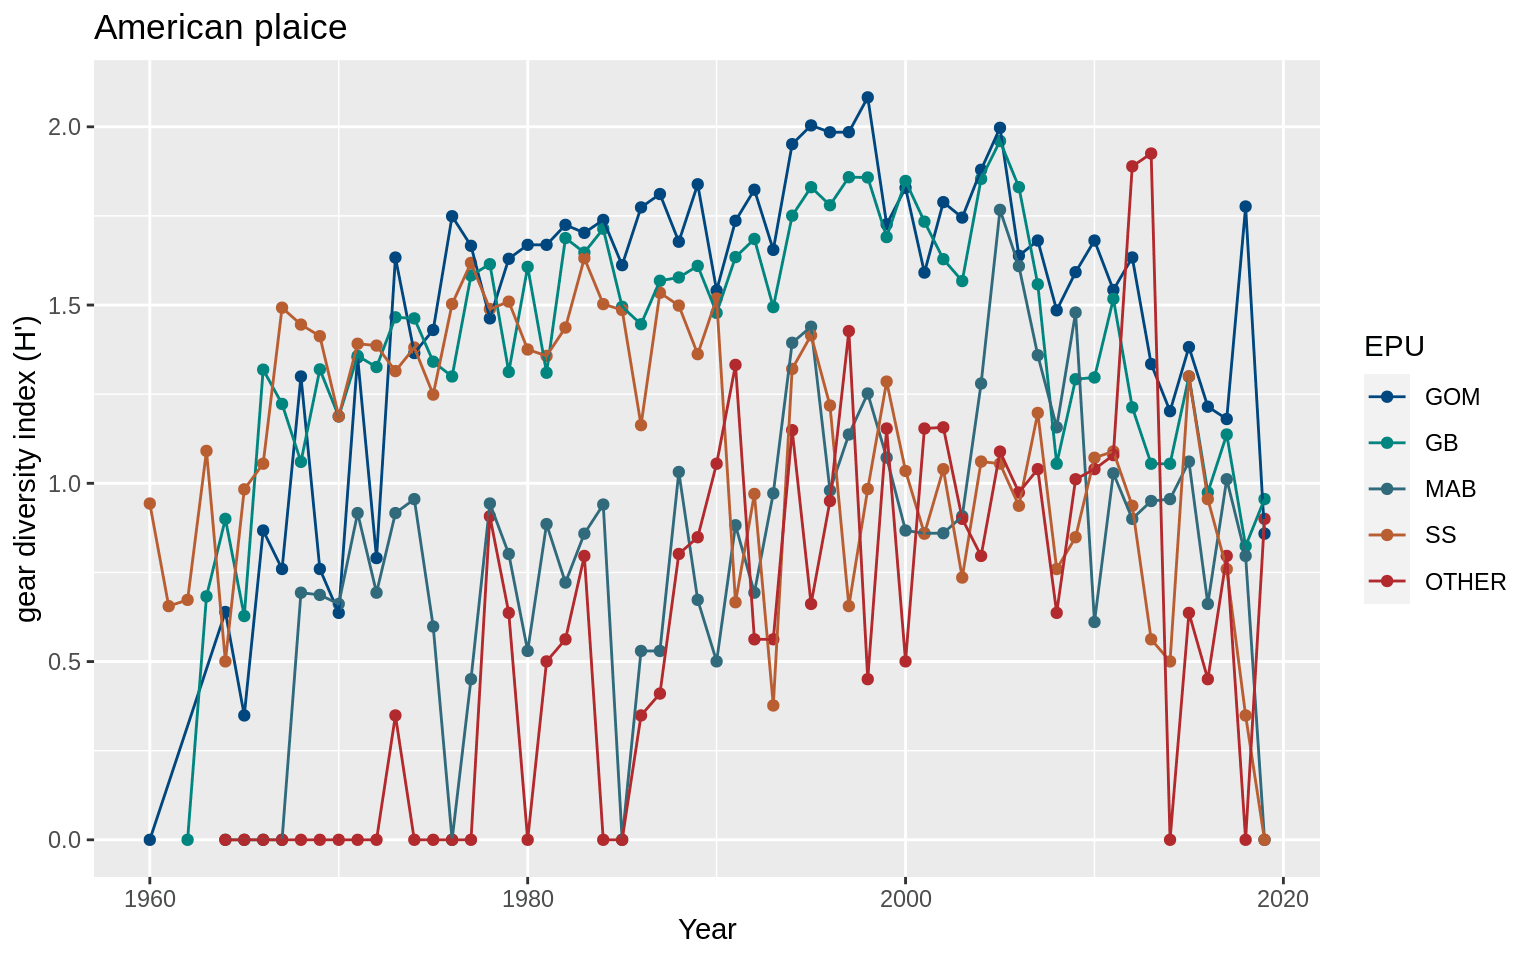 American plaice
gear diversity index (H')
2.0
1.5
1.0
0.5
0.0
1960
1980
2000
2020
Year
EPU
GOM
GB
MAB
SS
OTHER